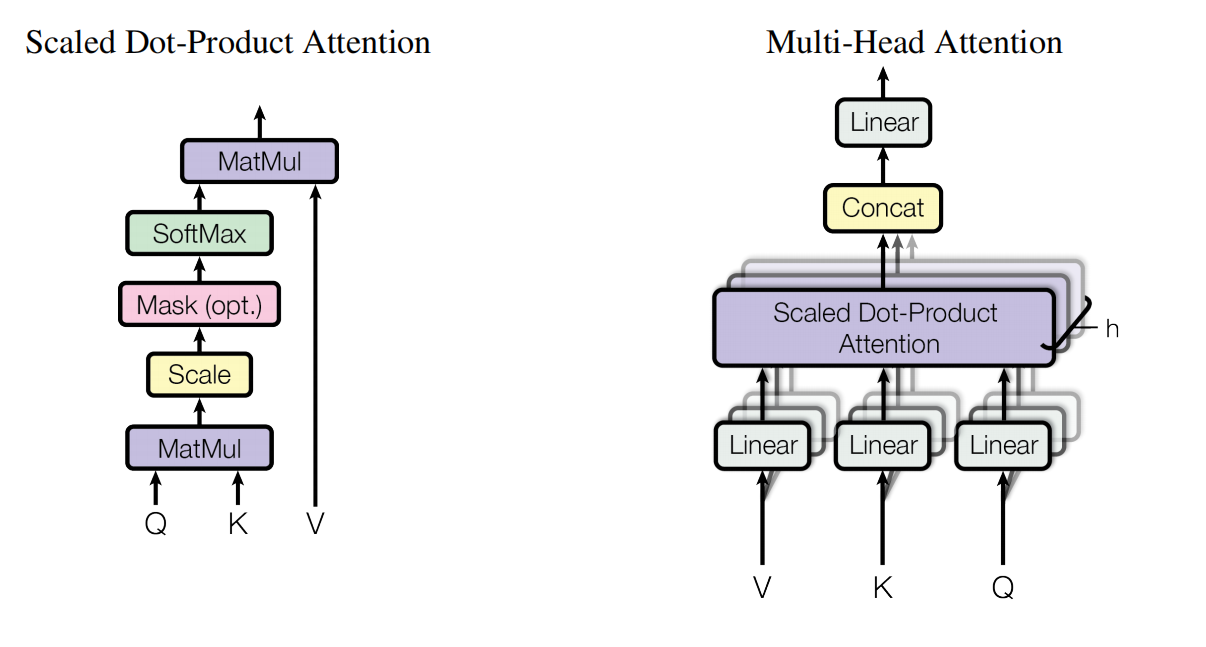 Scaled Dot-Product Attention
MatMul
SoftMax
Mask (opt.)
Scale
MatMul
Q K V
Multi-Head Attention
Linear
Concat
Scaled Dot-Product
Attention
h
Linear Linear Linear
V K Q